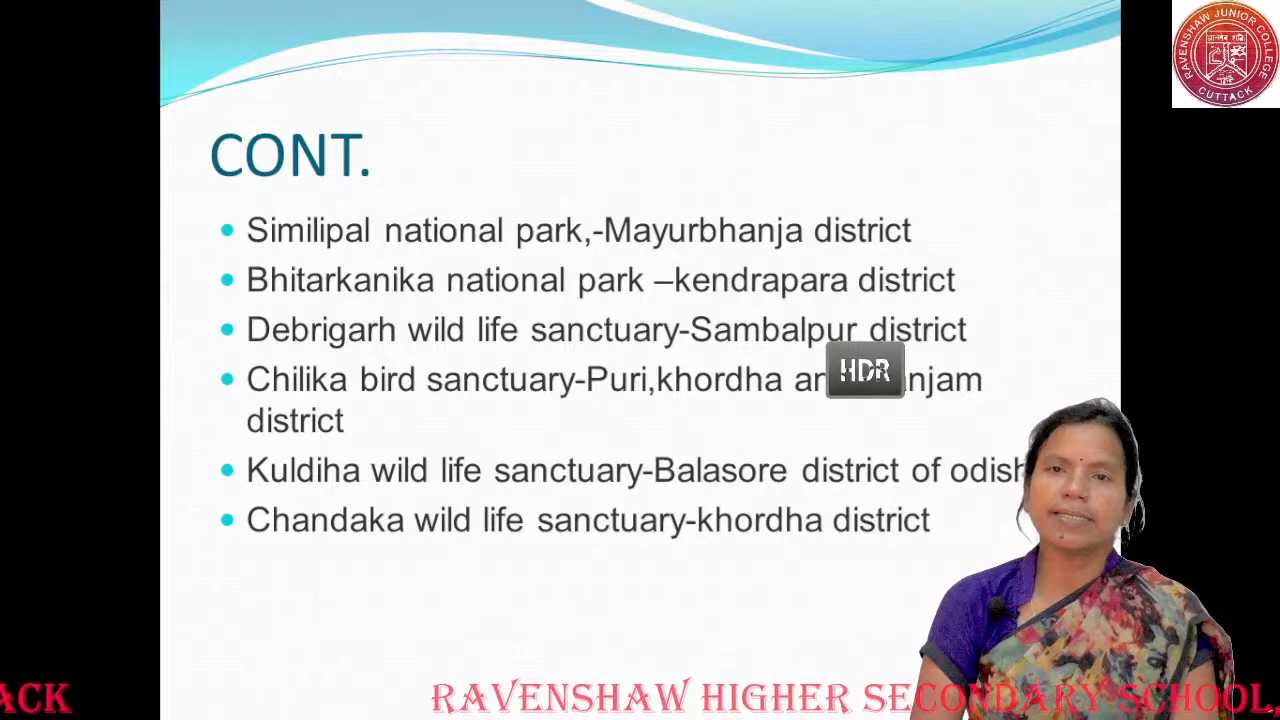 RAVENSHAW JUNIOR COLLEGE
CUTTACK
CONT.
Similipal national park,-Mayurbhanja district
Bhitarkanika national park –kendrapara district
Debrigarh wild life sanctuary-Sambalpur district
HDR
Chilika bird sanctuary-Puri,khordha
district
Kuldiha wild life sanctuary-Balasore district of
Chandaka wild life sanctuary-khordha district
ACK RAVENSHAW HIGHER SECONDARY SCHOOL,